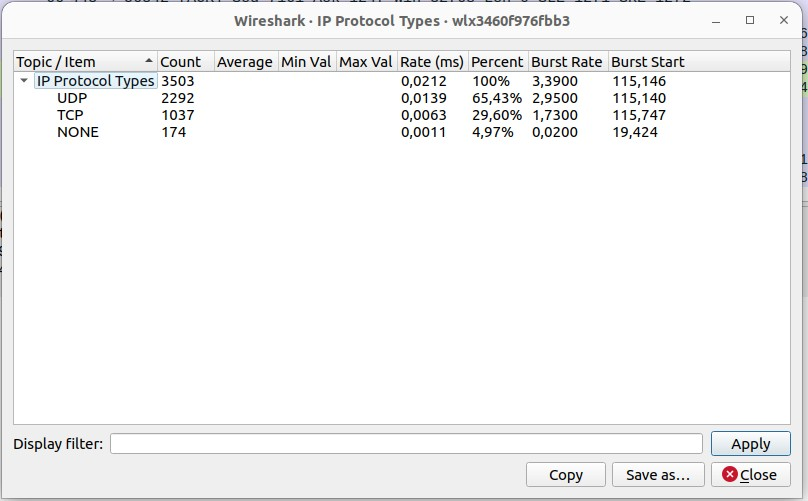 Wireshark · IP Protocol Types · wlx3460f976fbb3
Topic / Item Count Average Min Val Max Val Rate (ms) Percent Burst Rate Burst Start
IP Protocol Types 3503 0,0212 100% 3,3900 115,146
UDP 2292 0,0139 65,43% 2,9500 115,140
TCP 1037 0,0063 29,60% 1,7300 115,747
NONE 174 0,0011 4,97% 0,0200 19,424
Display filter: Apply
Copy Save as... Close